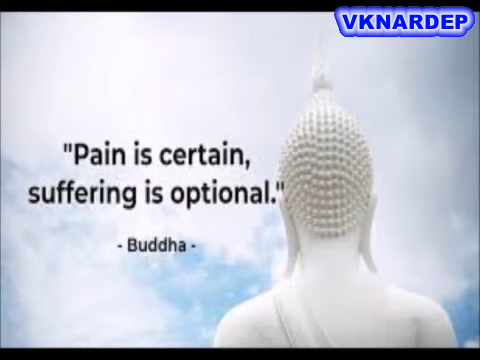 VKNARDEP
"Pain is certain,
suffering is optional."
- Buddha -